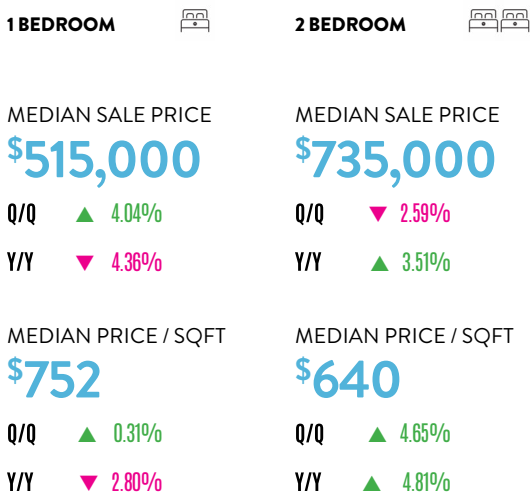 1 BEDROOM
MEDIAN SALE PRICE
$515,000
Q/Q ▲ 4.04%
Y/Y ▼ 4.36%
MEDIAN PRICE / SQFT
$752
Q/Q ▲ 0.31%
Y/Y ▼ 2.80%
2 BEDROOM
MEDIAN SALE PRICE
$735,000
Q/Q ▼ 2.59%
Y/Y ▲ 3.51%
MEDIAN PRICE / SQFT
$640
Q/Q ▲ 4.65%
Y/Y ▲ 4.81%